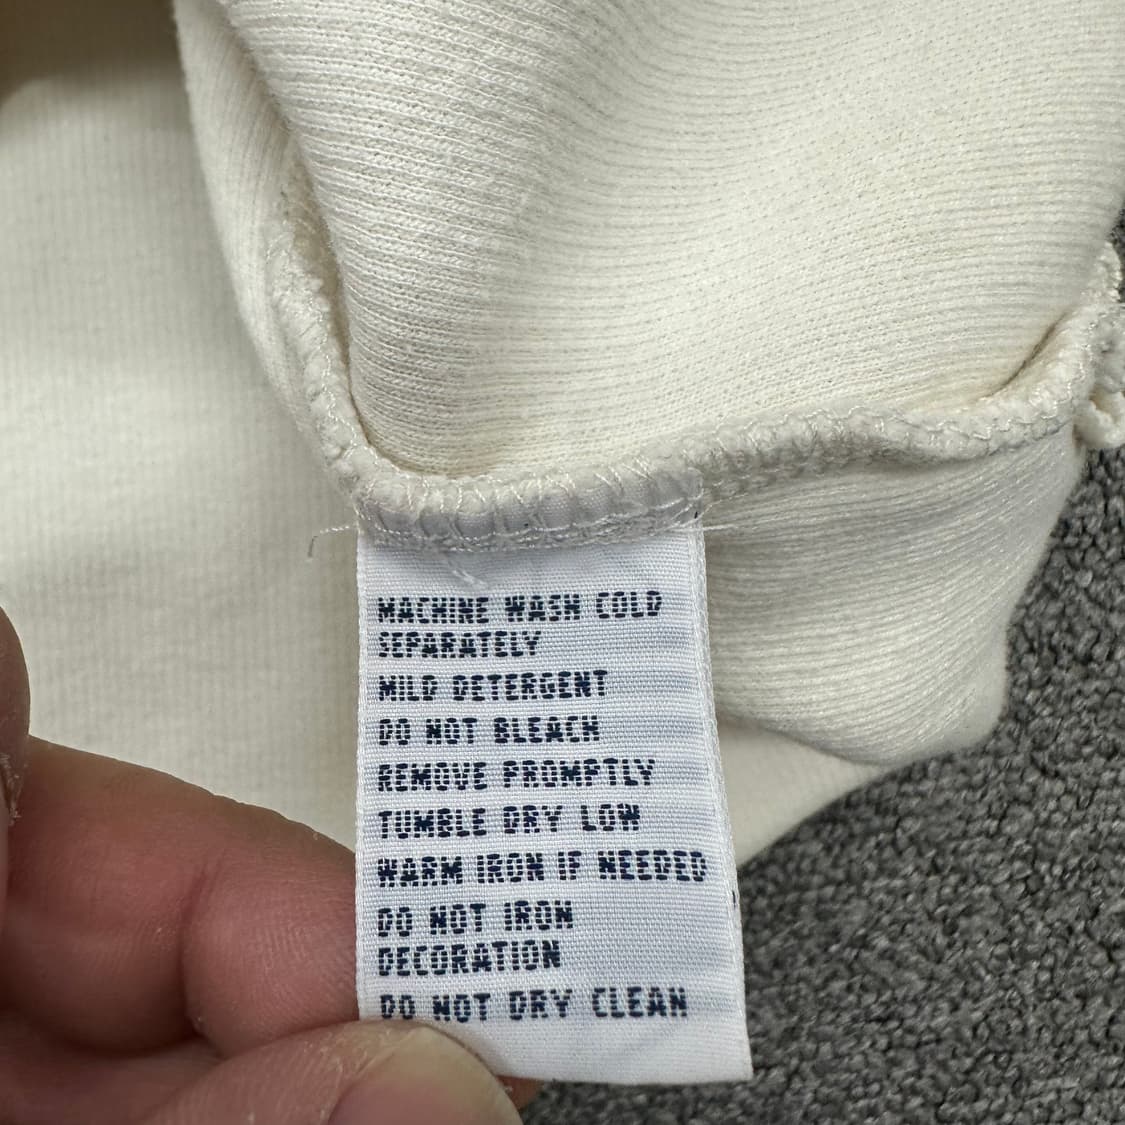 MACHINE WASH COLD
SEPARATELY
MILD DETERGENT
DO NOT BLEACH
REMOVE PROMPTLY
TUMBLE DRY LOW
WARM IRON IF NEEDED
DO NOT IRON
DECORATION
DO NOT DRY CLEAN